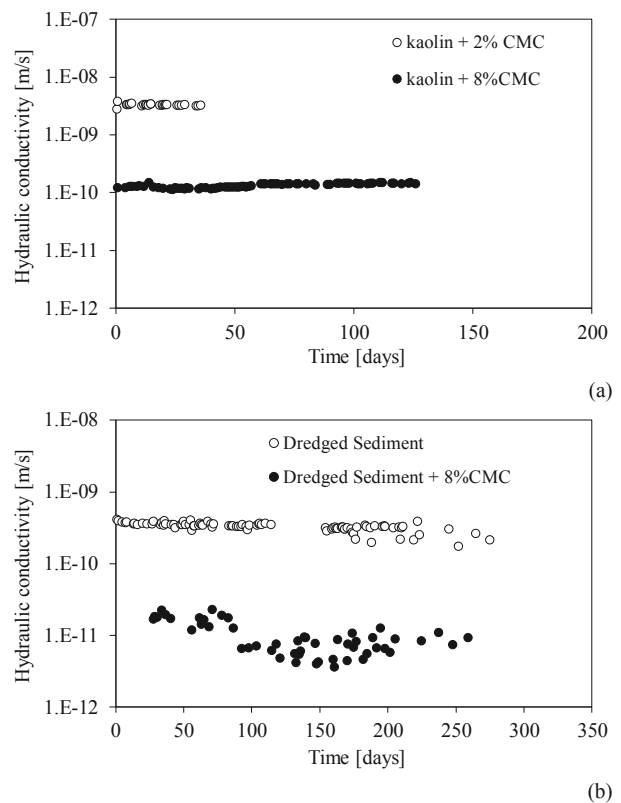 1.E-07
1.E-08
1.E-09
1.E-10
1.E-11
1.E-12
Hydraulic conductivity [m/s]
kaolin + 2% CMC
kaolin + 8%CMC
0 50 100 150 200
Time [days]
(a)
1.E-08
1.E-09
1.E-10
1.E-11
1.E-12
Hydraulic conductivity [m/s]
Dredged Sediment
Dredged Sediment + 8%CMC
0 50 100 150 200 250 300 350
Time [days]
(b)